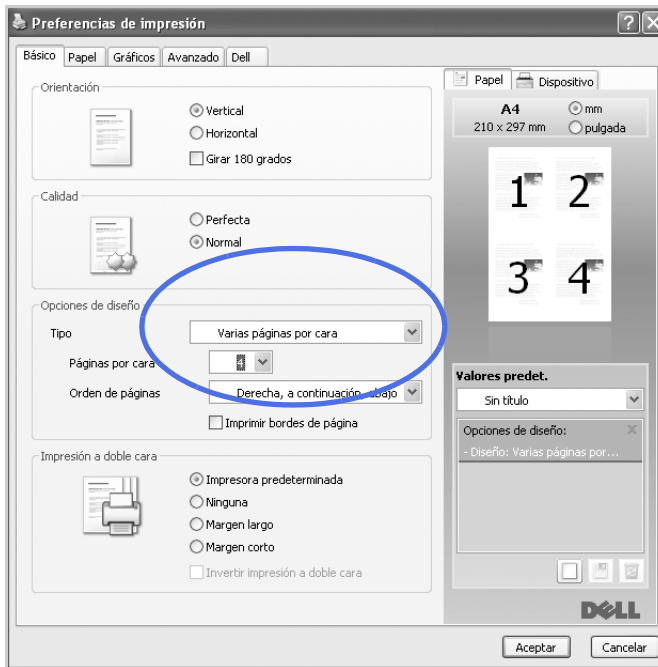 Preferencias de impresión
Básico Papel Gráficos Avanzado Dell
Orientación
Vertical
Horizontal
Girar 180 grados
Calidad
Perfecta
Normal
Opciones de diseño
Tipo Varias páginas por cara
Páginas por cara 4
Orden de páginas Derecha, a continuación, abajo
Imprimir bordes de página
Impresión a doble cara
Impresora predeterminada
Ninguna
Margen largo
Margen corto
Invertir impresión a doble cara
Papel Dispositivo
A4 mm
210 x 297 mm pulgada
1 2
3 4
Valores predet.
Sin título
Opciones de diseño:
- Diseño: Varias páginas por...
DELL
Aceptar Cancelar